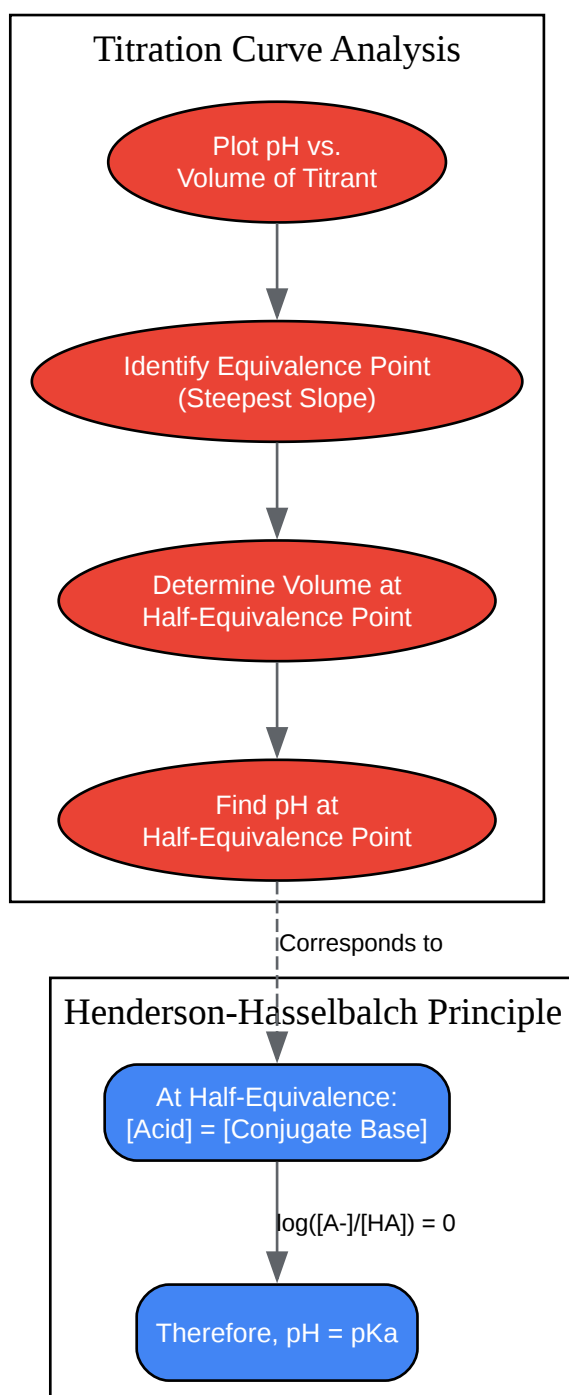 Titration Curve Analysis
Plot pH vs.
Volume of Titrant
Identify Equivalence Point
(Steepest Slope)
Determine Volume at
Half-Equivalence Point
Find pH at
Half-Equivalence Point
Corresponds to
Henderson-Hasselbalch Principle
At Half-Equivalence:
[Acid] = [Conjugate Base]
log([A-]/[HA]) = 0
Therefore, pH = pKa